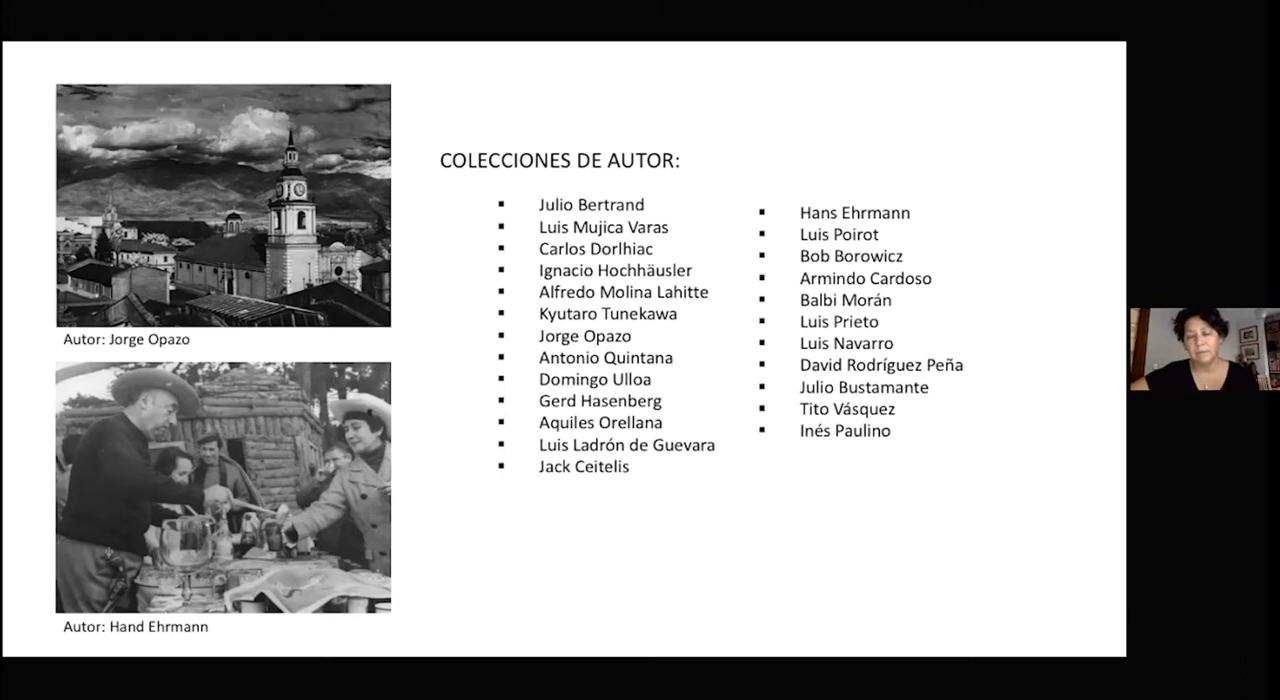 COLECCIONES DE AUTOR:
Julio Bertrand
Luis Mujica Varas
Carlos Dorlhiac
Ignacio Hochhäusler
Alfredo Molina Lahitte
Kyutaro Tunekawa
Jorge Opazo
Antonio Quintana
Domingo Ulloa
Gerd Hasenberg
Aquiles Orellana
Luis Ladrón de Guevara
Jack Ceitelis
Hans Ehrmann
Luis Poirot
Bob Borowicz
Armindo Cardoso
Balbi Morán
Luis Prieto
Luis Navarro
David Rodríguez Peña
Julio Bustamante
Tito Vásquez
Inés Paulino
Autor: Jorge Opazo
Autor: Hand Ehrmann